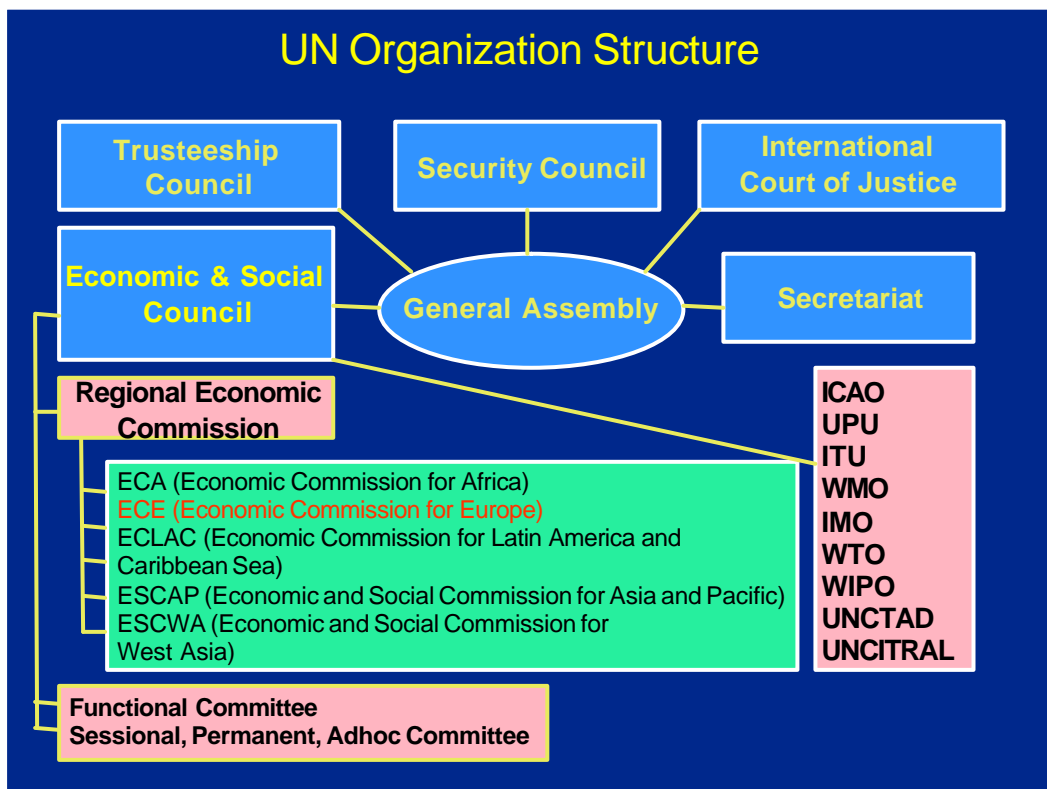 UN Organization Structure
Trusteeship
Council
Security Council
International
Court of Justice
Economic & Social
Council
General Assembly
Secretariat
Regional Economic
Commission
ECA (Economic Commission for Africa)
ECE (Economic Commission for Europe)
ECLAC (Economic Commission for Latin America and
Caribbean Sea)
ESCAP (Economic and Social Commission for Asia and Pacific)
ESCWA (Economic and Social Commission for
West Asia)
ICAO
UPU
ITU
WMO
IMO
WTO
WIPO
UNCTAD
UNCITRAL
Functional Committee
Sessional, Permanent, Adhoc Committee